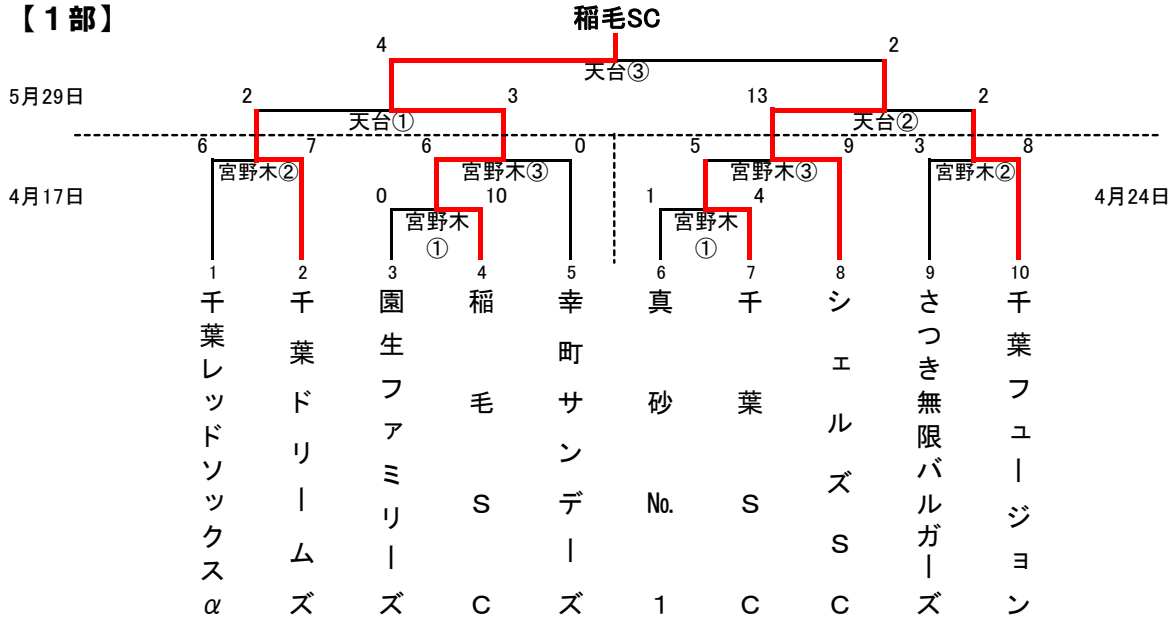 【１部】
稲毛SC
4
2
天台③
5月29日
2
3
13
2
天台①
天台②
6
7
6
0
5
9
3
8
宮野木②
宮野木③
宮野木③
宮野木②
4月17日
0
10
1
4
4月24日
宮野木
①
宮野木
①
1
2
3
4
5
6
7
8
9
10
千葉レッドソックスα
千葉ドリームズ
園生ファミリーズ
稲毛ＳＣ
幸町サンデーズ
真砂№1
千葉ＳＣ
シェルズＳＣ
さつき無限バルガーズ
千葉フュージョン